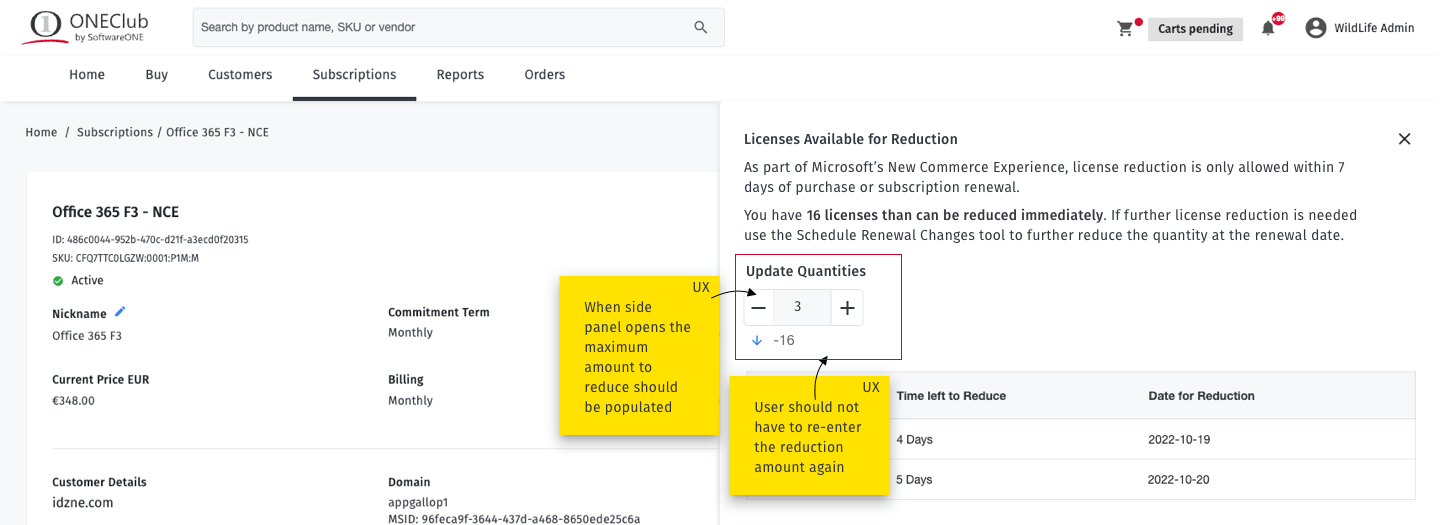 ONEClub
by SoftwareONE
Search by product name, SKU or vendor
Carts pending
+99
WildLife Admin
Home
Buy
Customers
Subscriptions
Reports
Orders
Home / Subscriptions / Office 365 F3 - NCE
Office 365 F3 - NCE
ID: 486c0044-952b-470c-d21f-a3ecd0f20315
SKU: CFQ7TTC0LGZW:0001:P1M:M
Active
Nickname
Office 365 F3
Commitment Term
Monthly
Current Price EUR
€348.00
Billing
Monthly
Customer Details
idzne.com
Domain
appgallop1
MSID: 96feca9f-3644-437d-a468-8650ede25c6a
Licenses Available for Reduction
As part of Microsoft’s New Commerce Experience, license reduction is only allowed within 7
days of purchase or subscription renewal.
You have 16 licenses than can be reduced immediately. If further license reduction is needed
use the Schedule Renewal Changes tool to further reduce the quantity at the renewal date.
Update Quantities
3
-16
UX
When side
panel opens the
maximum
amount to
reduce should
be populated
UX
User should not
have to re-enter
the reduction
amount again
Time left to Reduce
Date for Reduction
4 Days
2022-10-19
5 Days
2022-10-20